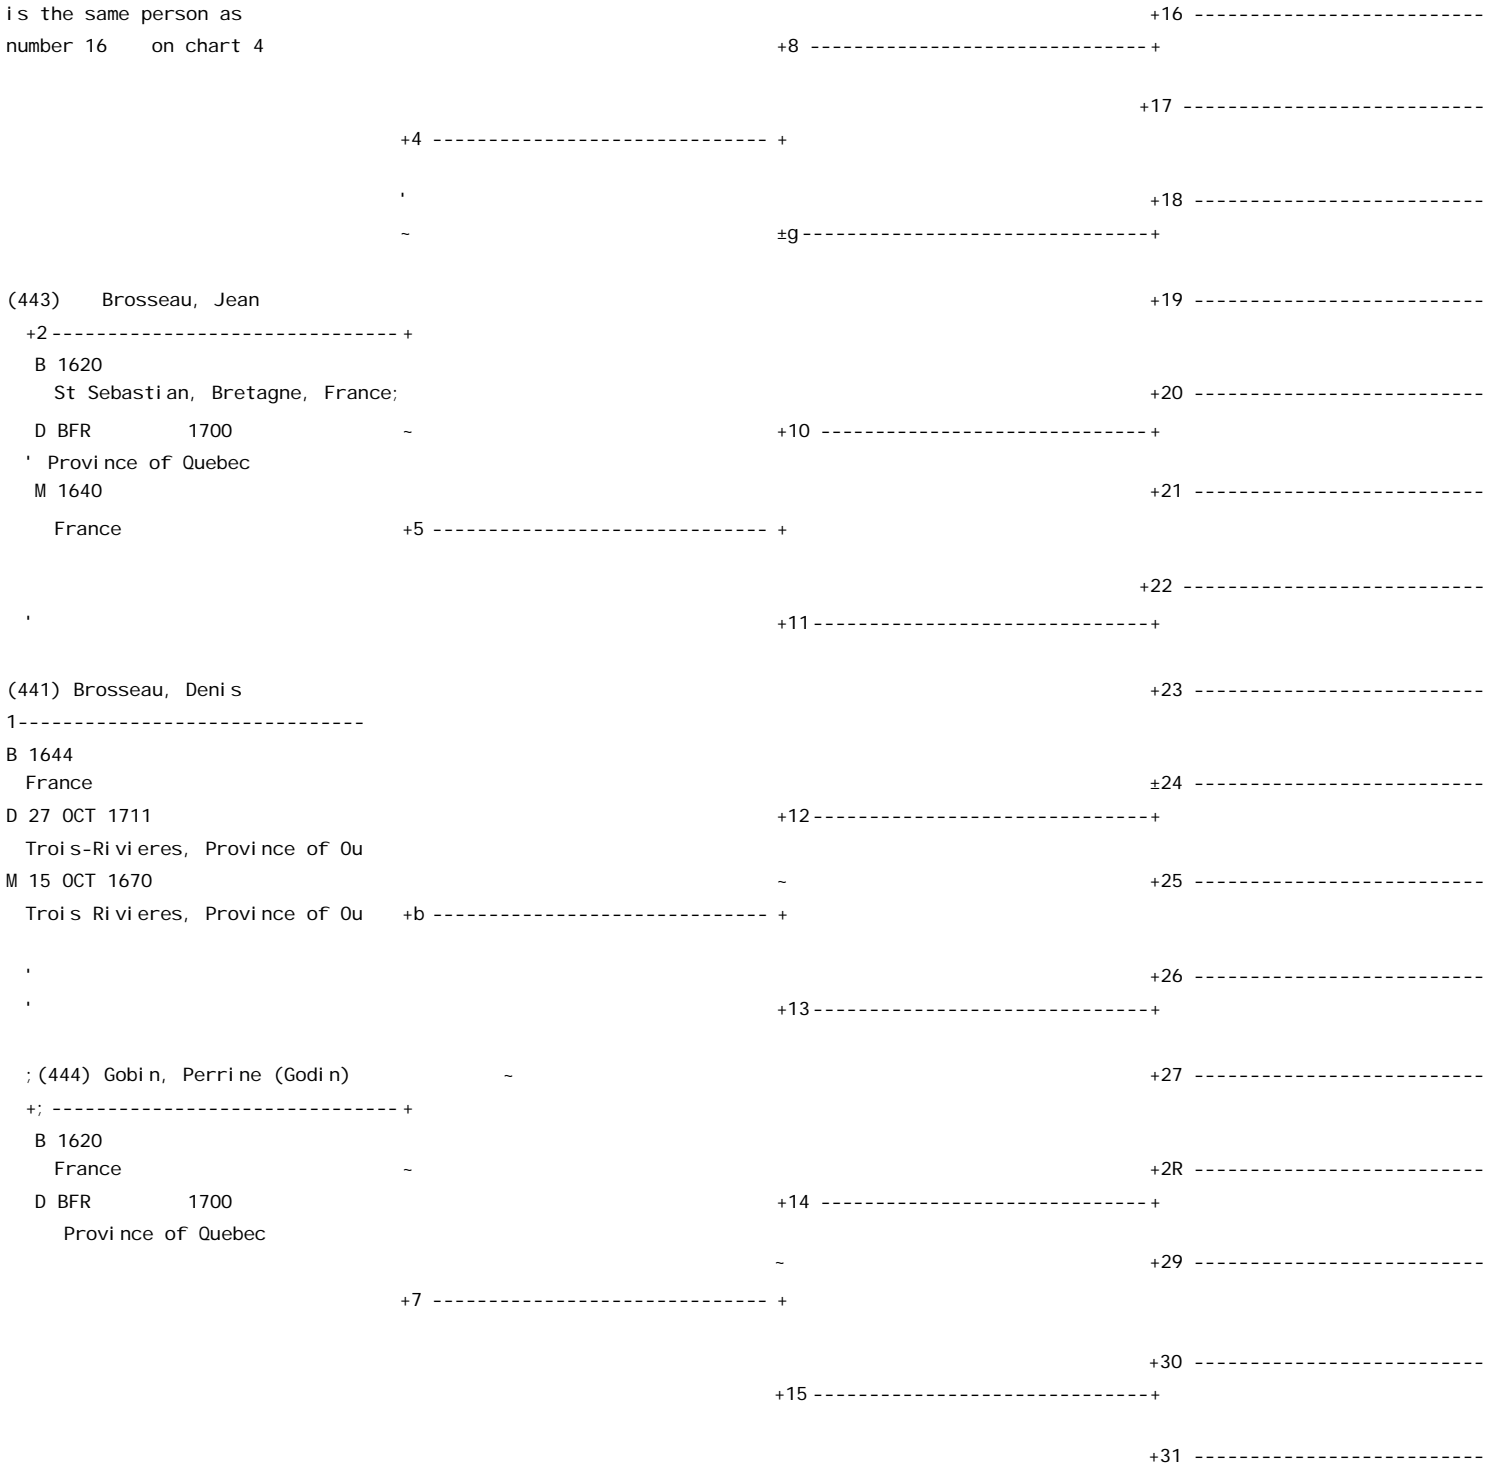 is the same person as
+16 --------------------------
number 16 on chart 4 +8 ------------------------------+
+17 ---------------------------
+4 ------------------------------ +
' +18 --------------------------
~ ±g-------------------------------+
(443) Brosseau, Jean +19 --------------------------
+2------------------------------- +
B 1620
St Sebastian, Bretagne, France; +20 --------------------------
D BFR 1700 ~ +10 -----------------------------+
' Province of Quebec
M 1640 +21 --------------------------
France +5 ------------------------------ +
+22 ---------------------------
' +11------------------------------+
(441) Brosseau, Denis +23 --------------------------
1-------------------------------
B 1644
France ±24 --------------------------
D 27 OCT 1711 +12------------------------------+
Trois-Rivieres, Province of Ou
M 15 OCT 1670 ~ +25 --------------------------
Trois Rivieres, Province of Ou +b ------------------------------ +
' +26 --------------------------
' +13------------------------------+
;(444) Gobin, Perrine (Godin) ~ +27 --------------------------
+; ------------------------------- +
B 1620
France ~ +2R --------------------------
D BFR 1700 +14 -----------------------------+
Province of Quebec
~ +29 --------------------------
+7 ------------------------------ +
+30 --------------------------
+15 ------------------------------+
+31 --------------------------